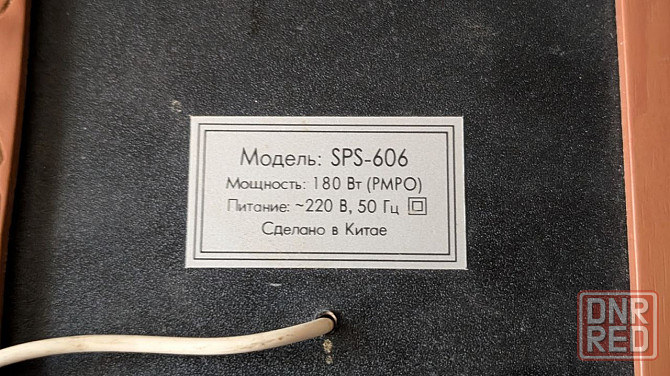 Модель: SPS-606
Мощность: 180 Вт (PMPO)
Питание: ~220 В, 50 Гц
Сделано в Китае
DNR
RED